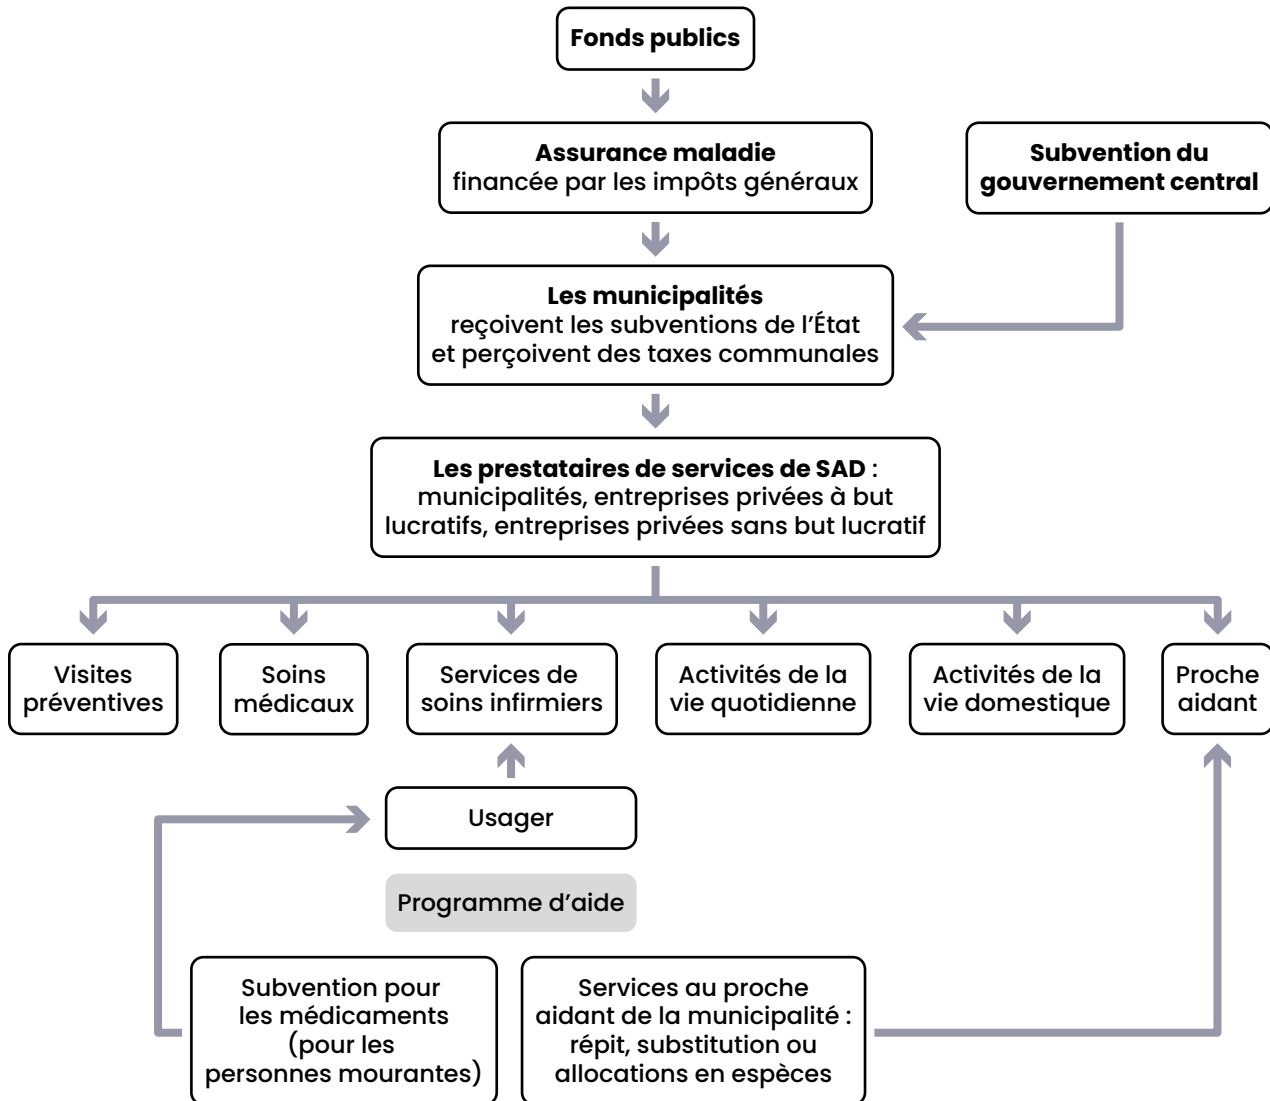 Fonds publics
Assurance maladie
financée par les impôts généraux
Subvention du
gouvernement central
Les municipalités
reçoivent les subventions de l’État
et perçoivent des taxes communales
Les prestataires de services de SAD :
municipalités, entreprises privées à but
lucratifs, entreprises privées sans but lucratif
Visites
préventives
Soins
médicaux
Services de
soins infirmiers
Activités de la
vie quotidienne
Activités de la
vie domestique
Proche
aidant
Usager
Programme d’aide
Subvention pour
les médicaments
(pour les
personnes mourantes)
Services au proche
aidant de la municipalité :
répit, substitution ou
allocations en espèces